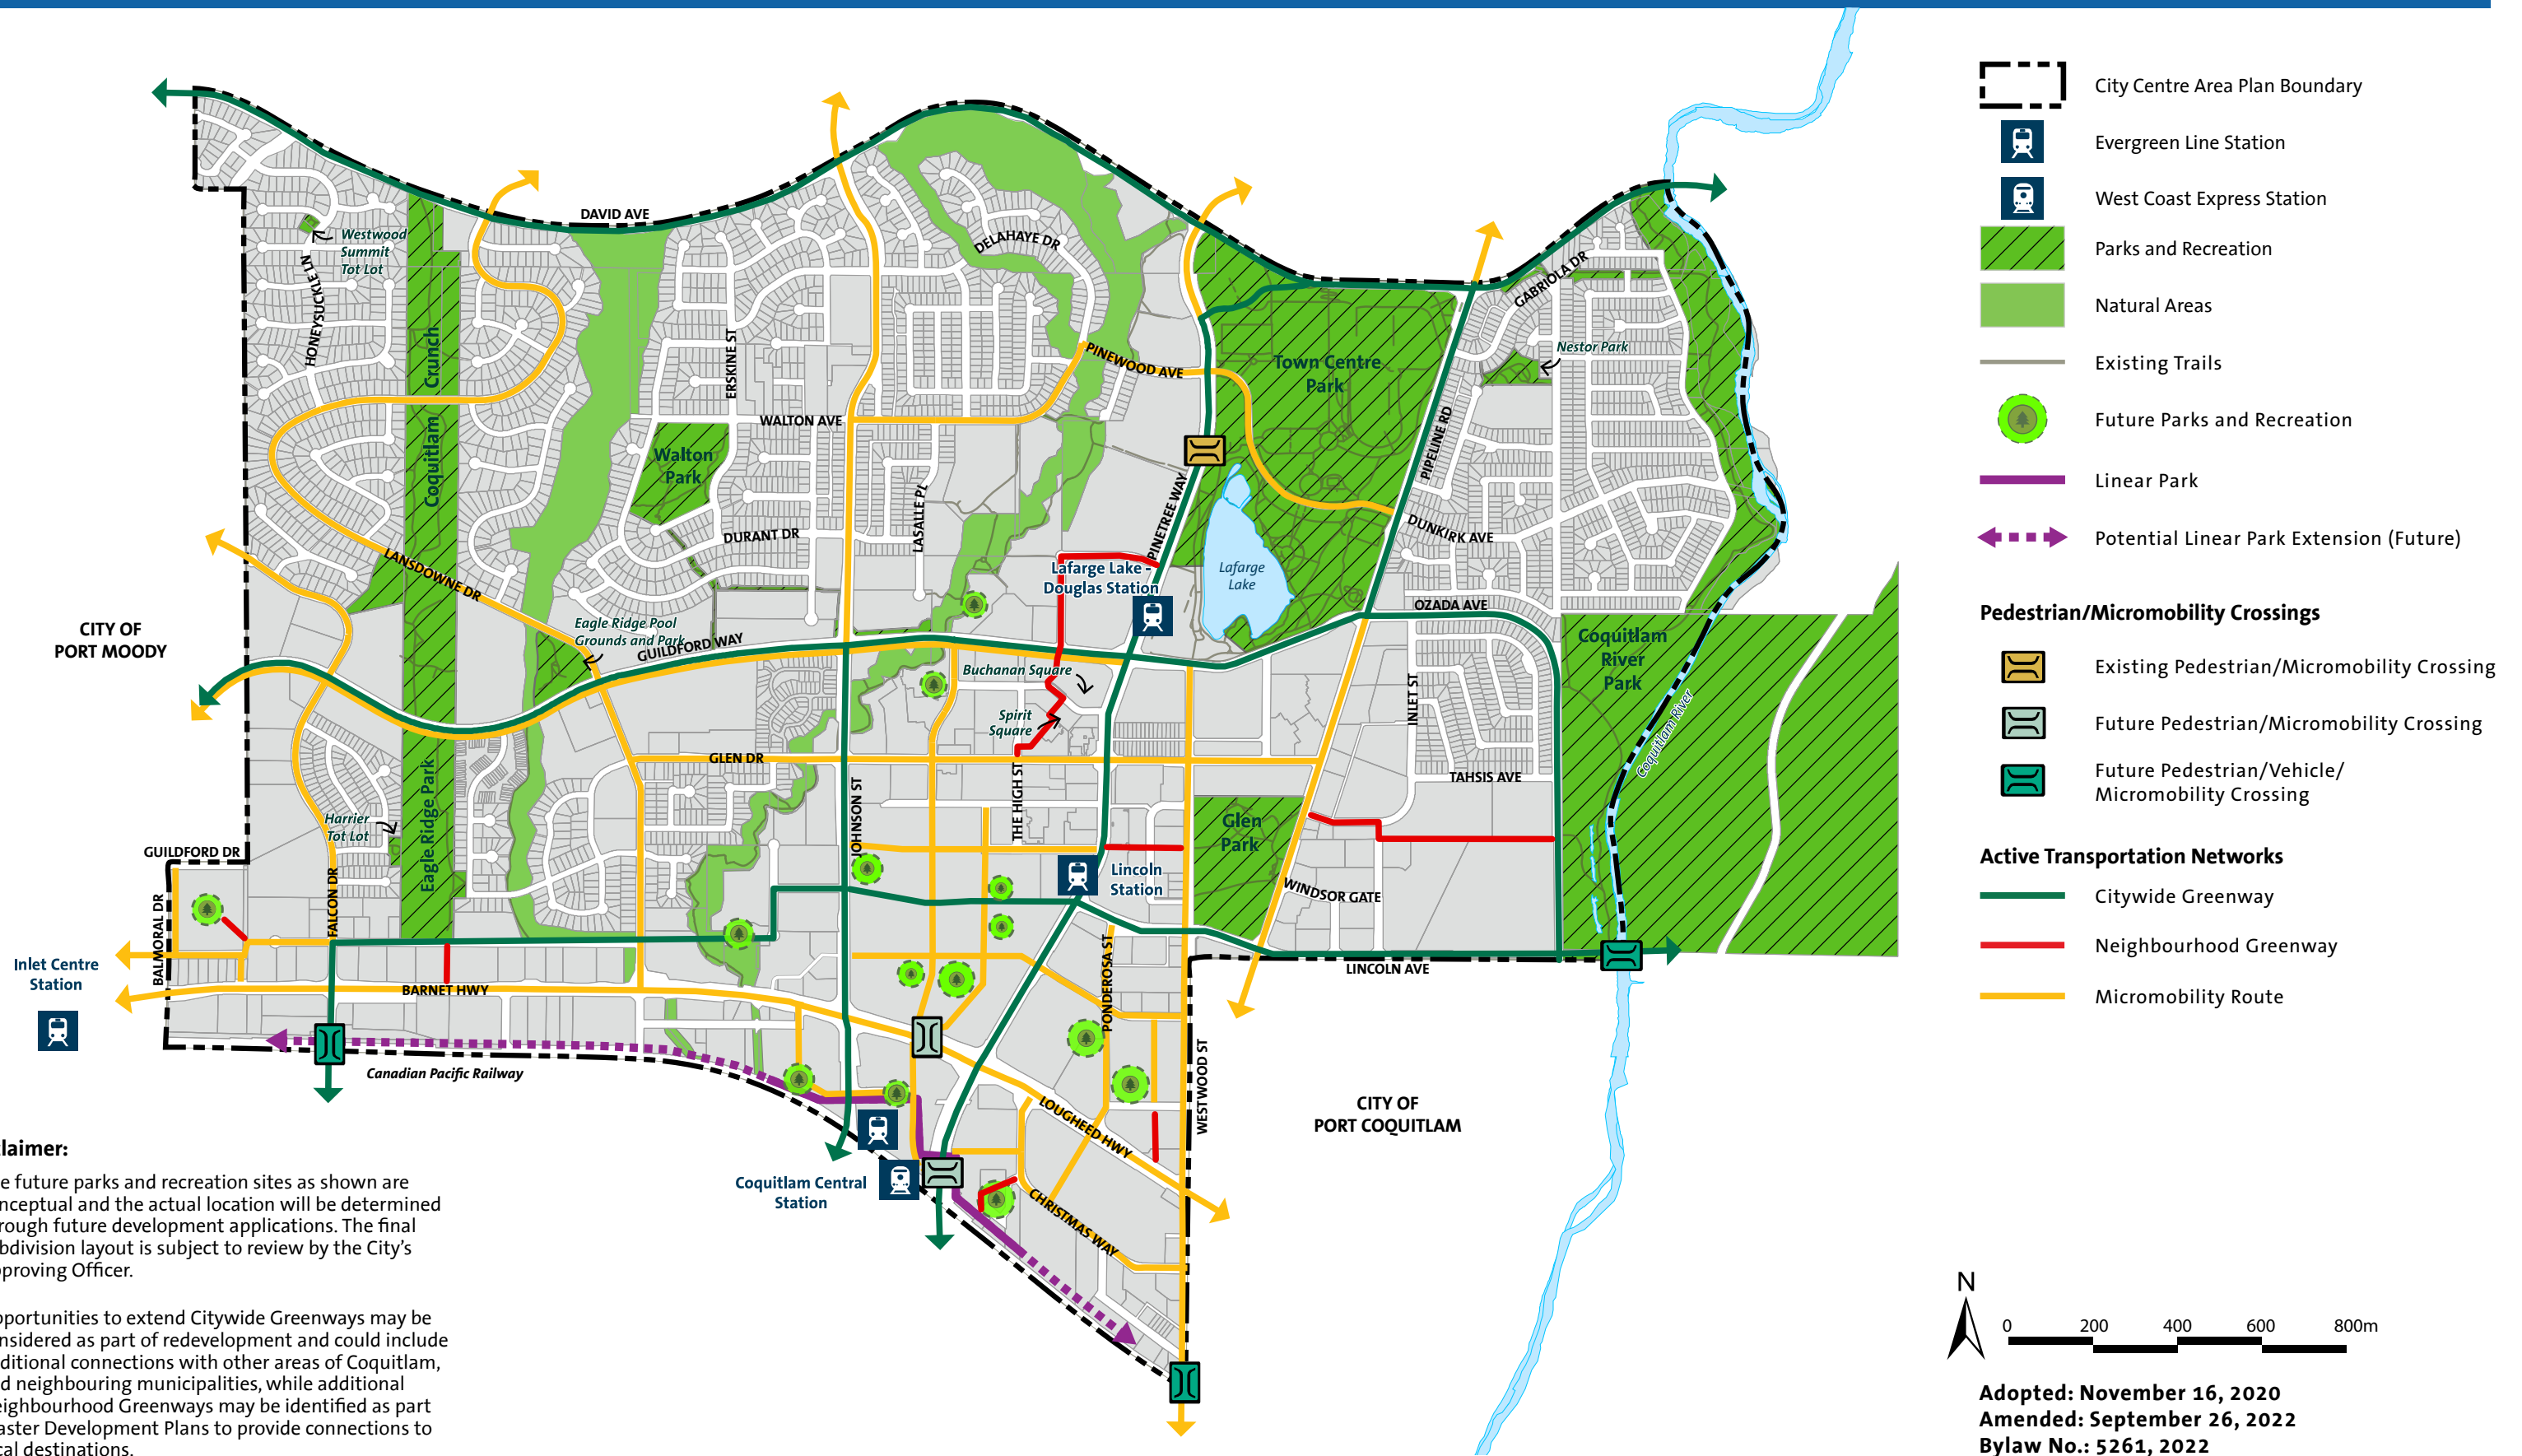 DAVID AVE
Westwood
Summit
Tot Lot
HONEYSUCKLE LN
Coquitlam Crunch
DELAHAYE DR
ERSKINE ST
PINEWOOD AVE
WALTON AVE
Walton
Park
Town Centre
Park
GABRIOLA DR
Nestor Park
PIPELINE RD
LASALLE PL
DURANT DR
PINETREE WAY
DUNKIRK AVE
LANSDOWNE DR
Lafarge Lake -
Douglas Station
Lafarge
Lake
OZADA AVE
CITY OF
PORT MOODY
Eagle Ridge Pool
Grounds and Park
GUILDFORD WAY
Buchanan Square
Spirit
Square
INLET ST
Coquitlam
River
Park
Coquitlam River
GLEN DR
TAHSIS AVE
JOHNSON ST
THE HIGH ST
Harrier
Tot Lot
Eagle Ridge Park
Glen
Park
GUILDFORD DR
Lincoln
Station
WINDSOR GATE
FALCON DR
BALMORAL DR
Inlet Centre
Station
PONDEROSA ST
LINCOLN AVE
BARNET HWY
Canadian Pacific Railway
WESTWOOD ST
LOUGHEED HWY
CITY OF
PORT COQUITLAM
Coquitlam Central
Station
CHRISTMAS WAY
claimer:
e future parks and recreation sites as shown are
nceptual and the actual location will be determined
rough future development applications. The final
bdivision layout is subject to review by the City’s
pproving Officer.
pportunities to extend Citywide Greenways may be
nsidered as part of redevelopment and could include
ditional connections with other areas of Coquitlam,
d neighbouring municipalities, while additional
eighbourhood Greenways may be identified as part
aster Development Plans to provide connections to
cal destinations.
City Centre Area Plan Boundary
Evergreen Line Station
West Coast Express Station
Parks and Recreation
Natural Areas
Existing Trails
Future Parks and Recreation
Linear Park
Potential Linear Park Extension (Future)
Pedestrian/Micromobility Crossings
Existing Pedestrian/Micromobility Crossing
Future Pedestrian/Micromobility Crossing
Future Pedestrian/Vehicle/
Micromobility Crossing
Active Transportation Networks
Citywide Greenway
Neighbourhood Greenway
Micromobility Route
N
0 200 400 600 800m
Adopted: November 16, 2020
Amended: September 26, 2022
Bylaw No.: 5261, 2022